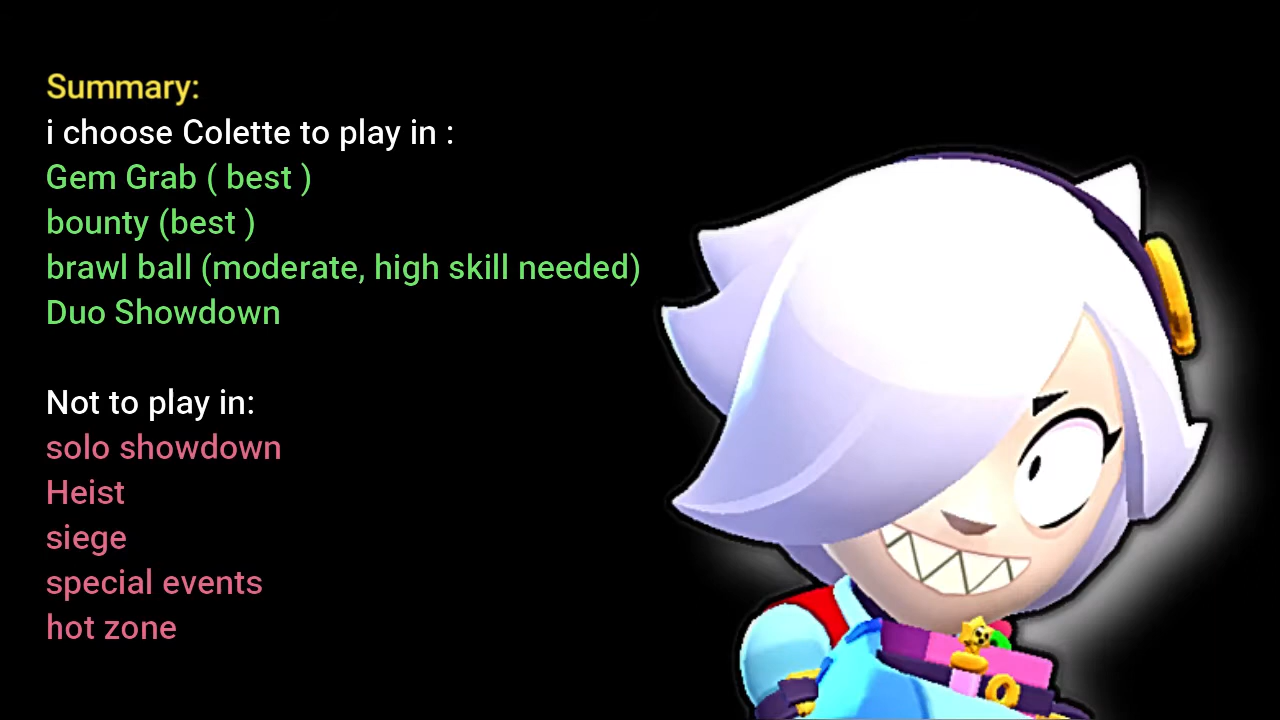 Summary:
i choose Colette to play in :
Gem Grab ( best )
bounty (best )
brawl ball (moderate, high skill needed)
Duo Showdown
Not to play in:
solo showdown
Heist
siege
special events
hot zone